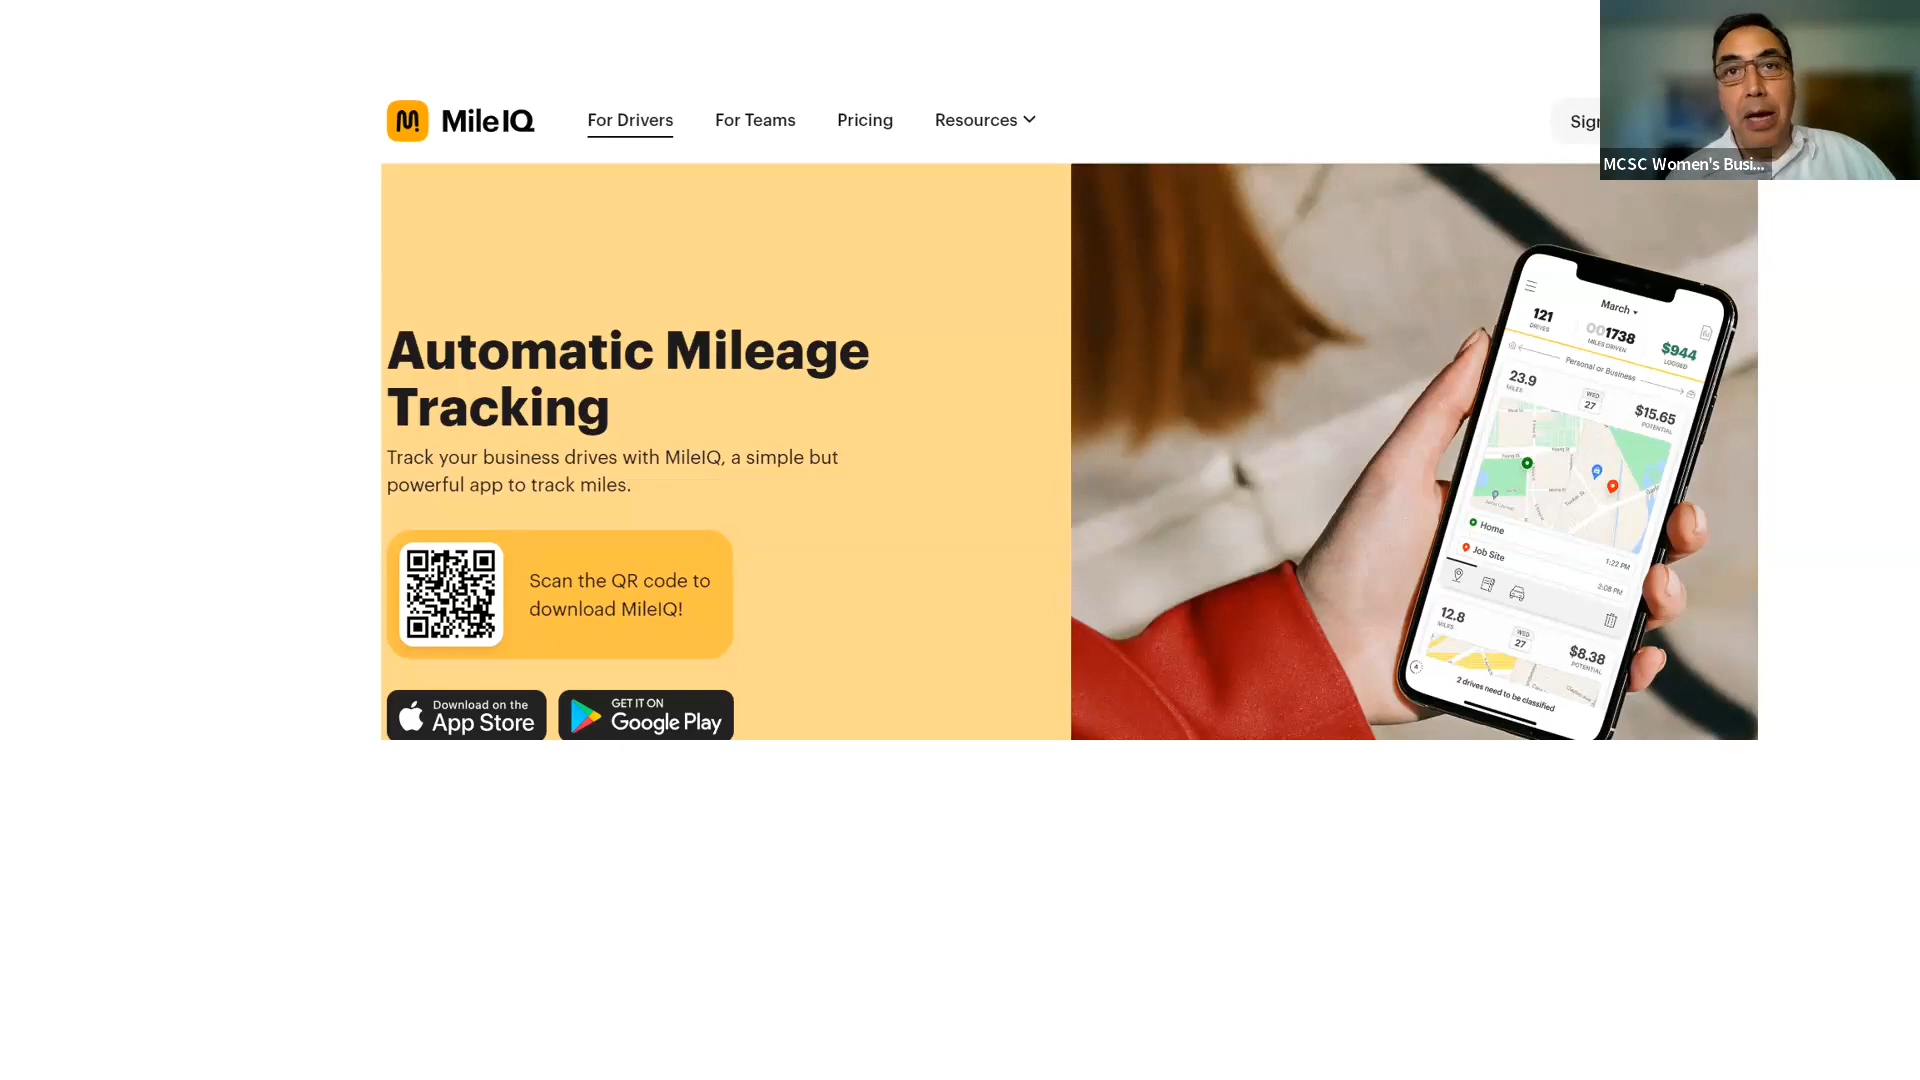 MileIQ
For Drivers
For Teams
Pricing
Resources
Sign
MCSC Women's Busi...
Automatic Mileage
Tracking
Track your business drives with MileIQ, a simple but
powerful app to track miles.
Scan the QR code to
download MileIQ!
Download on the
App Store
GET IT ON
Google Play
March
121
DRIVES
001738
MILES DRIVEN
$944
LOGGED
Personal or Business
23.9
MILES
WED
27
$15.65
POTENTIAL
Home
1:22 PM
Job Site
2:08 PM
12.8
MILES
WED
27
$8.38
POTENTIAL
2 drives need to be classified